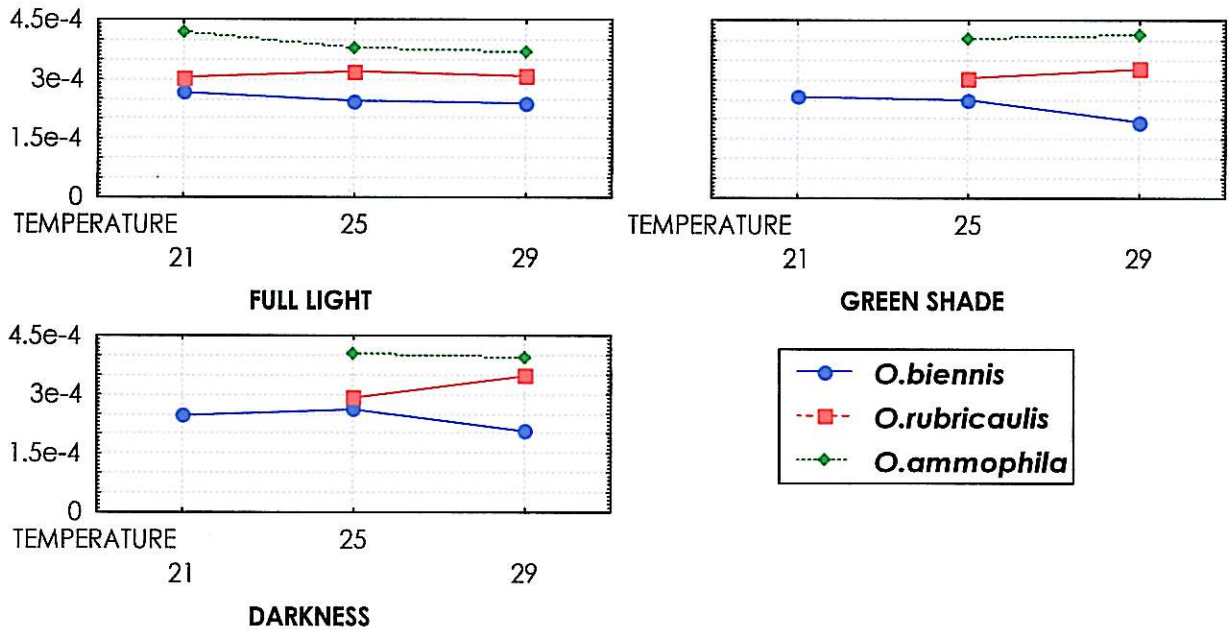 4.5e-4
3e-4
1.5e-4
0
TEMPERATURE 25
21 29
FULL LIGHT
TEMPERATURE 25
21 29
GREEN SHADE
4.5e-4
3e-4
1.5e-4
0
TEMPERATURE 25
21 29
DARKNESS
O.biennis
O.rubricaulis
O.ammophila